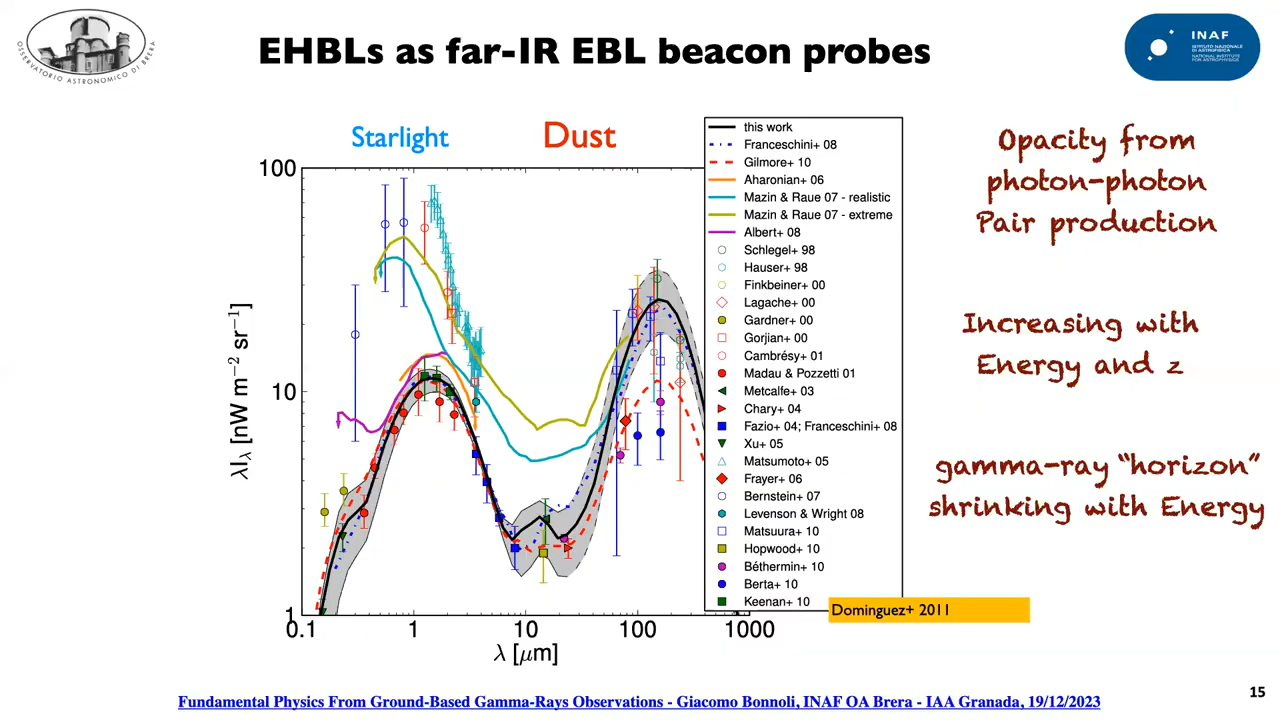 OSSERVATORIO ASTRONOMICO DI BRERA
EHBLs as far-IR EBL beacon probes
INAF
ISTITUTO NAZIONALE
DI ASTROFISICA
NATIONAL INSTITUTE
FOR ASTROPHYSICS
Starlight
Dust
100
10
1
0.1
1
10
100
1000
λIλ [nW m−2 sr−1]
λ [μm]
this work
Franceschini+ 08
Gilmore+ 10
Aharonian+ 06
Mazin & Raue 07 - realistic
Mazin & Raue 07 - extreme
Albert+ 08
Schlegel+ 98
Hauser+ 98
Finkbeiner+ 00
Lagache+ 00
Gardner+ 00
Gorjian+ 00
Cambrésy+ 01
Madau & Pozzetti 01
Metcalfe+ 03
Chary+ 04
Fazio+ 04; Franceschini+ 08
Xu+ 05
Matsumoto+ 05
Frayer+ 06
Bernstein+ 07
Levenson & Wright 08
Matsuura+ 10
Hopwood+ 10
Béthermin+ 10
Berta+ 10
Keenan+ 10
Dominguez+ 2011
Opacity from
photon-photon
Pair production
Increasing with
Energy and z
gamma-ray “horizon”
shrinking with Energy
15
Fundamental Physics From Ground-Based Gamma-Rays Observations - Giacomo Bonnoli, INAF OA Brera - IAA Granada, 19/12/2023